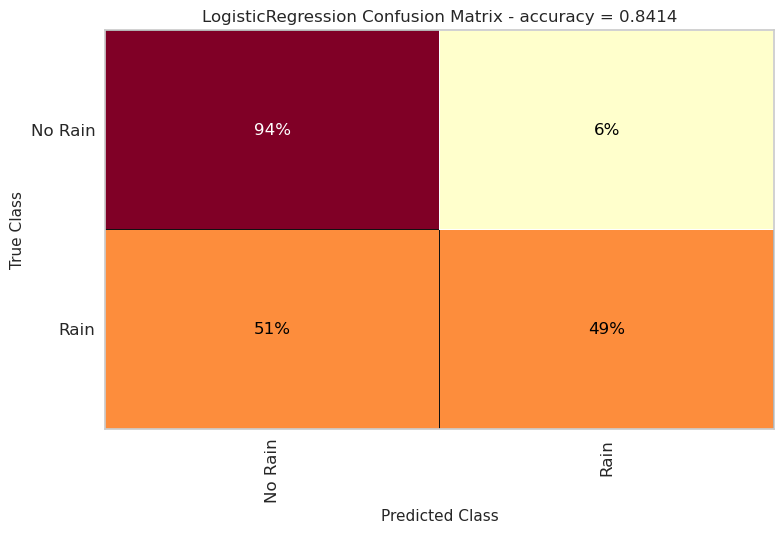 LogisticRegression Confusion Matrix - accuracy = 0.8414
True Class
No Rain
94%
6%
Rain
51%
49%
No Rain
Rain
Predicted Class